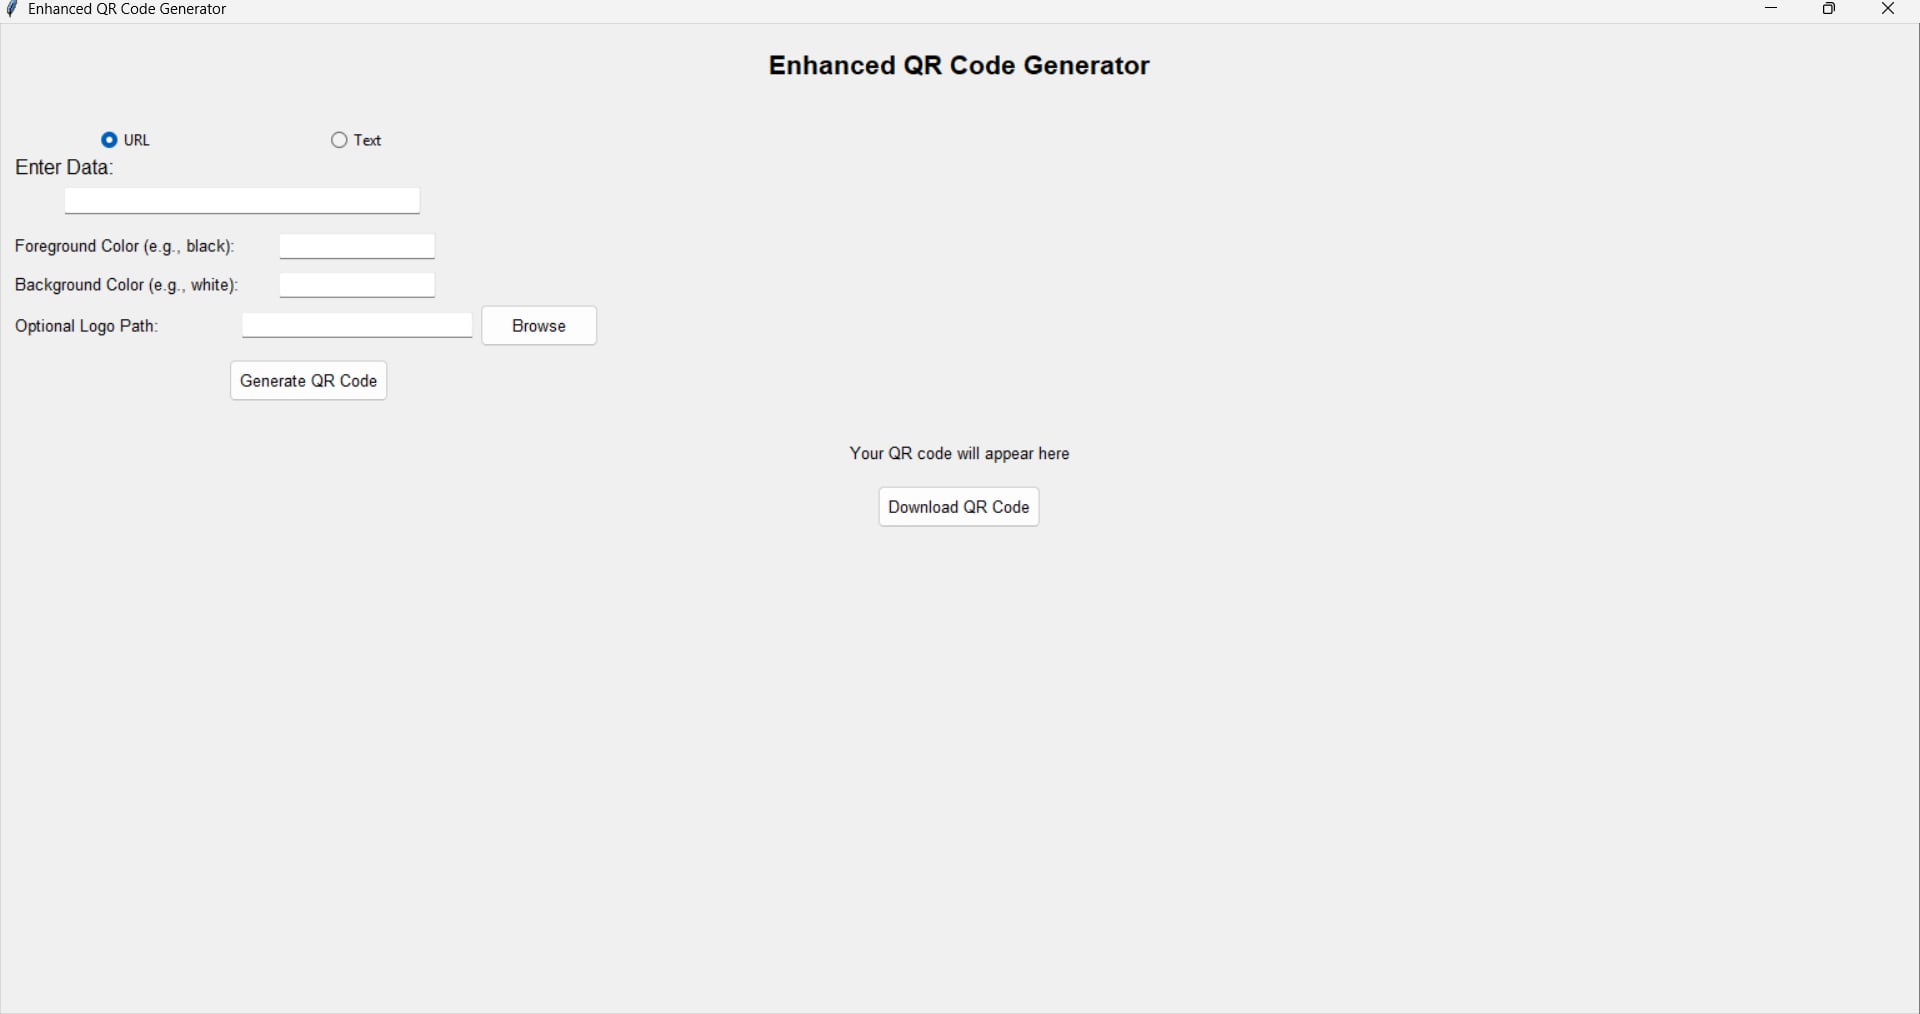 Enhanced QR Code Generator
Enhanced QR Code Generator
URL Text
Enter Data:
Foreground Color (e.g., black):
Background Color (e.g., white):
Optional Logo Path: Browse
Generate QR Code
Your QR code will appear here
Download QR Code